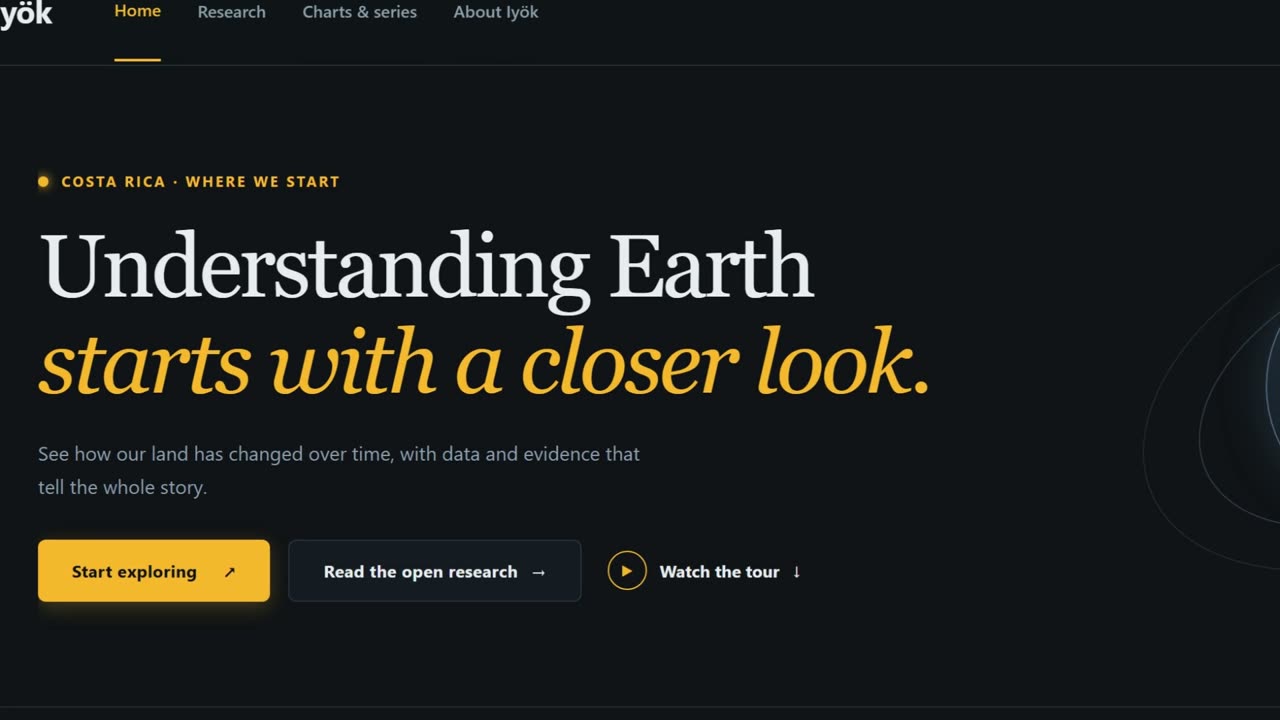 yök
Home
Research
Charts & series
About Iyök
COSTA RICA · WHERE WE START
Understanding Earth
starts with a closer look.
See how our land has changed over time, with data and evidence that
tell the whole story.
Start exploring ↗
Read the open research →
Watch the tour ↓